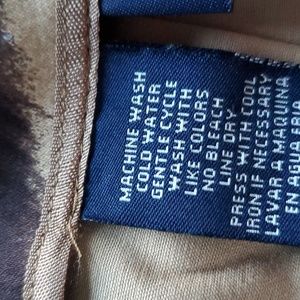 MACHINE WASH
COLD WATER
GENTLE CYCLE
WASH WITH
LIKE COLORS
NO BLEACH
LINE DRY
PRESS WITH COOL
IRON IF NECESSARY
LAVAR A MAQUINA
EN AGUA